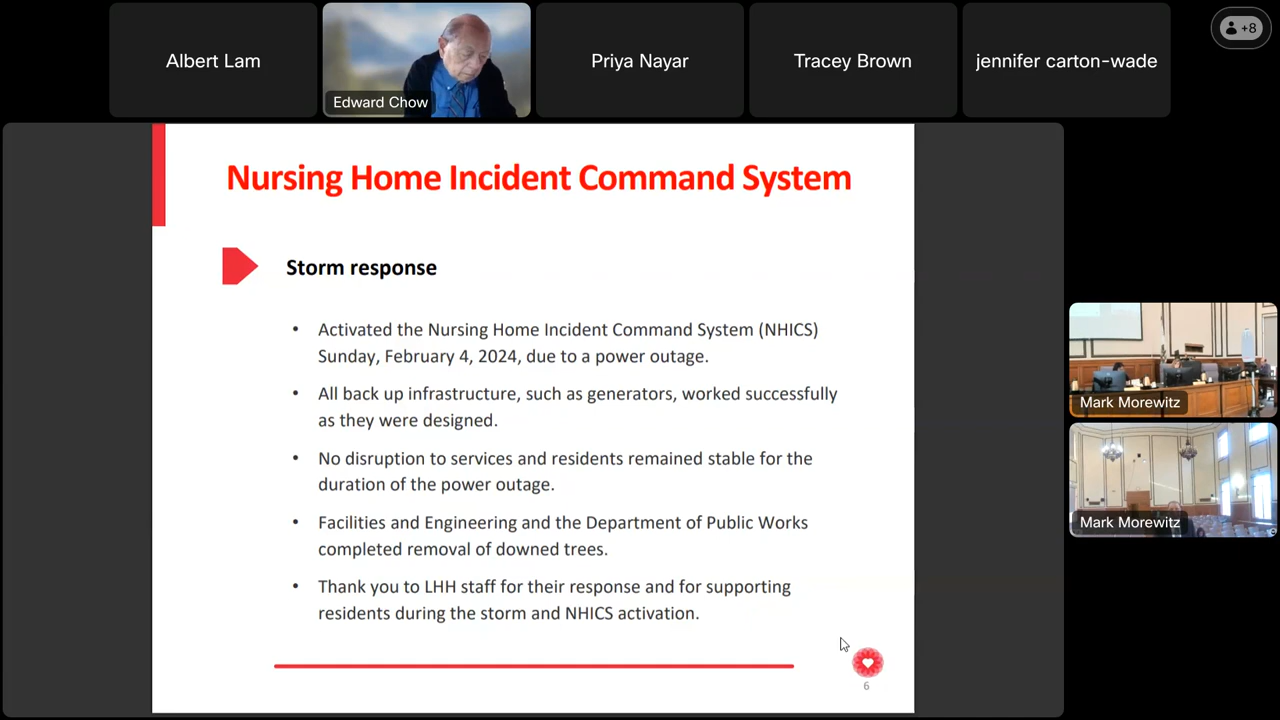 Albert Lam
Edward Chow
Priya Nayar
Tracey Brown
jennifer carton-wade
+8
Nursing Home Incident Command System
Storm response
• Activated the Nursing Home Incident Command System (NHICS)
Sunday, February 4, 2024, due to a power outage.
• All back up infrastructure, such as generators, worked successfully
as they were designed.
• No disruption to services and residents remained stable for the
duration of the power outage.
• Facilities and Engineering and the Department of Public Works
completed removal of downed trees.
• Thank you to LHH staff for their response and for supporting
residents during the storm and NHICS activation.
6
Mark Morewitz
Mark Morewitz